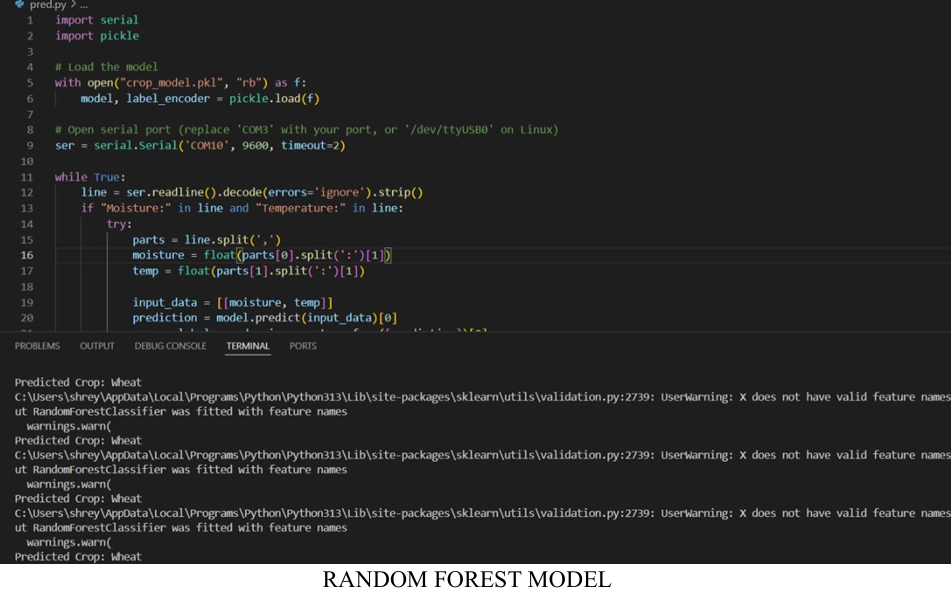 pred.py > ...
1 import serial
2 import pickle
3
4 # Load the model
5 with open("crop_model.pkl", "rb") as f:
6     model, label_encoder = pickle.load(f)
7
8 # Open serial port (replace 'COM3' with your port, or '/dev/ttyUSB0' on Linux)
9 ser = serial.Serial('COM10', 9600, timeout=2)
10
11 while True:
12     line = ser.readline().decode(errors='ignore').strip()
13     if "Moisture:" in line and "Temperature:" in line:
14         try:
15             parts = line.split(',')
16             moisture = float(parts[0].split(':')[1])
17             temp = float(parts[1].split(':')[1])
18
19             input_data = [[moisture, temp]]
20             prediction = model.predict(input_data)[0]
PROBLEMS OUTPUT DEBUG CONSOLE TERMINAL PORTS
Predicted Crop: Wheat
C:\Users\shrey\AppData\Local\Programs\Python\Python313\Lib\site-packages\sklearn\utils\validation.py:2739: UserWarning: X does not have valid feature names
ut RandomForestClassifier was fitted with feature names
  warnings.warn(
Predicted Crop: Wheat
C:\Users\shrey\AppData\Local\Programs\Python\Python313\Lib\site-packages\sklearn\utils\validation.py:2739: UserWarning: X does not have valid feature names
ut RandomForestClassifier was fitted with feature names
  warnings.warn(
Predicted Crop: Wheat
C:\Users\shrey\AppData\Local\Programs\Python\Python313\Lib\site-packages\sklearn\utils\validation.py:2739: UserWarning: X does not have valid feature names
ut RandomForestClassifier was fitted with feature names
  warnings.warn(
Predicted Crop: Wheat
RANDOM FOREST MODEL